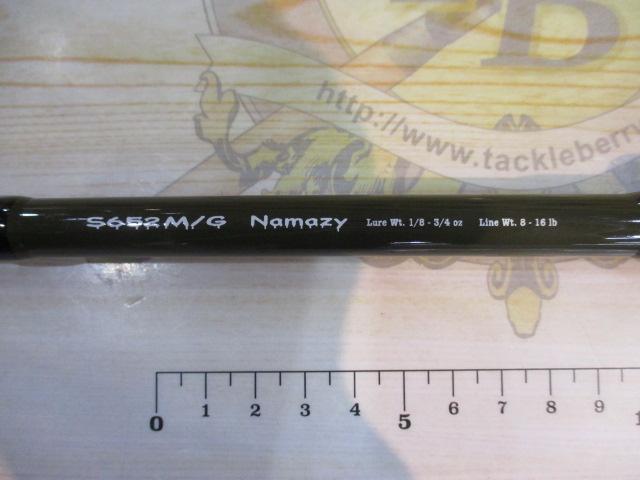 B
http://www.tackleberry
S652M/G Namazy Lure Wt. 1/8 - 3/4 oz Line Wt. 8 - 16 lb
0 1 2 3 4 5 6 7 8 9